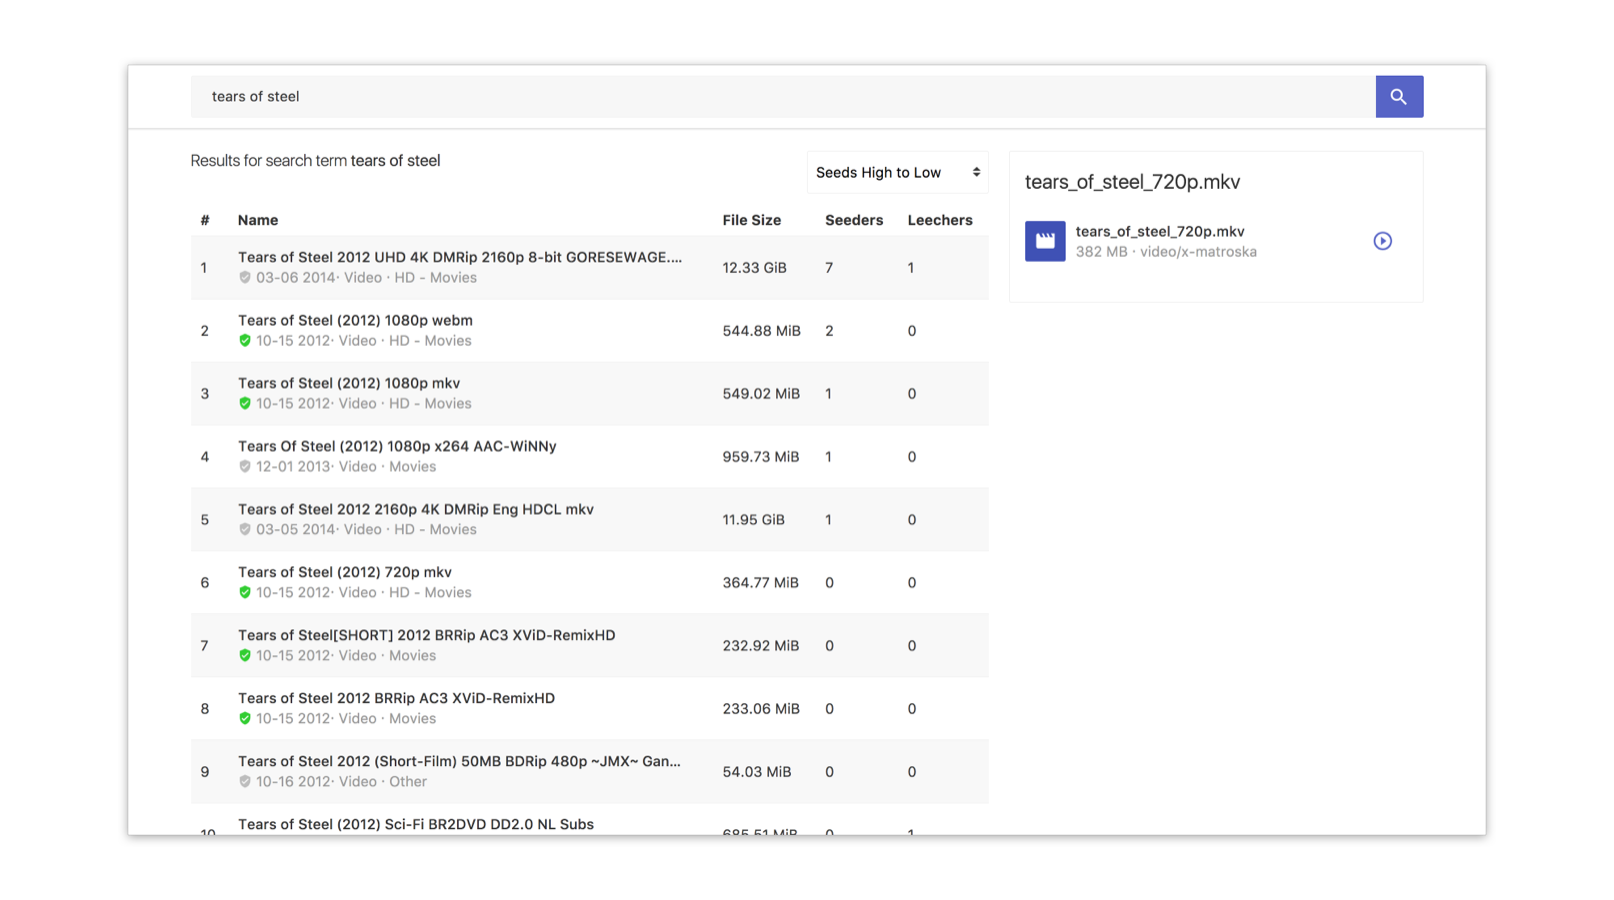 tears of steel
Results for search term tears of steel
Seeds High to Low
# Name File Size Seeders Leechers
1 Tears of Steel 2012 UHD 4K DMRip 2160p 8-bit GORESEWAGE.... 12.33 GiB 7 1
03-06 2014· Video · HD - Movies
2 Tears of Steel (2012) 1080p webm 544.88 MiB 2 0
10-15 2012· Video · HD - Movies
3 Tears of Steel (2012) 1080p mkv 549.02 MiB 1 0
10-15 2012· Video · HD - Movies
4 Tears Of Steel (2012) 1080p x264 AAC-WiNNy 959.73 MiB 1 0
12-01 2013· Video · Movies
5 Tears of Steel 2012 2160p 4K DMRip Eng HDCL mkv 11.95 GiB 1 0
03-05 2014· Video · HD - Movies
6 Tears of Steel (2012) 720p mkv 364.77 MiB 0 0
10-15 2012· Video · HD - Movies
7 Tears of Steel[SHORT] 2012 BRRip AC3 XViD-RemixHD 232.92 MiB 0 0
10-15 2012· Video · Movies
8 Tears of Steel 2012 BRRip AC3 XViD-RemixHD 233.06 MiB 0 0
10-15 2012· Video · Movies
9 Tears of Steel 2012 (Short-Film) 50MB BDRip 480p ~JMX~ Gan... 54.03 MiB 0 0
10-16 2012· Video · Other
10 Tears of Steel (2012) Sci-Fi BR2DVD DD2.0 NL Subs 685.51 MiB 0 1
tears_of_steel_720p.mkv
tears_of_steel_720p.mkv
382 MB · video/x-matroska